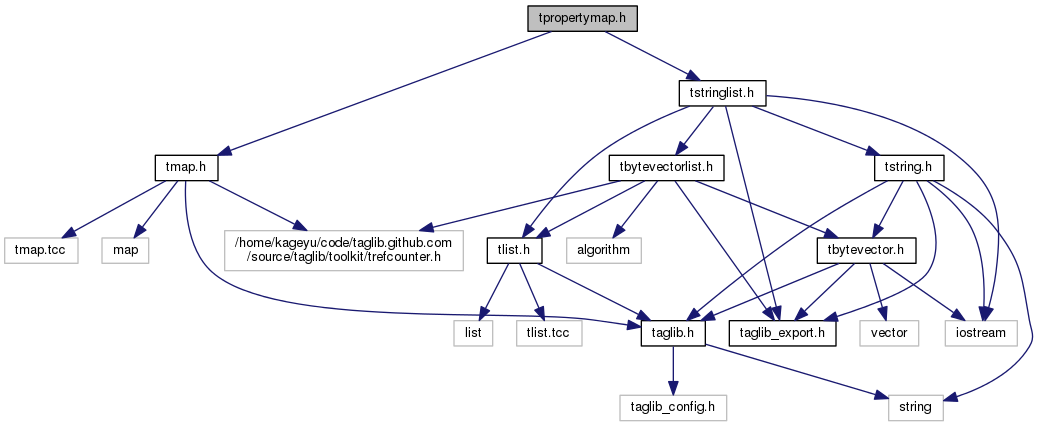 tpropertymap.h
tstringlist.h
tmap.h
tbytevectorlist.h
tstring.h
tmap.tcc
map
/home/kageyu/code/taglib.github.com
/source/taglib/toolkit/trefcounter.h
tlist.h
algorithm
tbytevector.h
list
tlist.tcc
taglib.h
taglib_export.h
vector
iostream
taglib_config.h
string